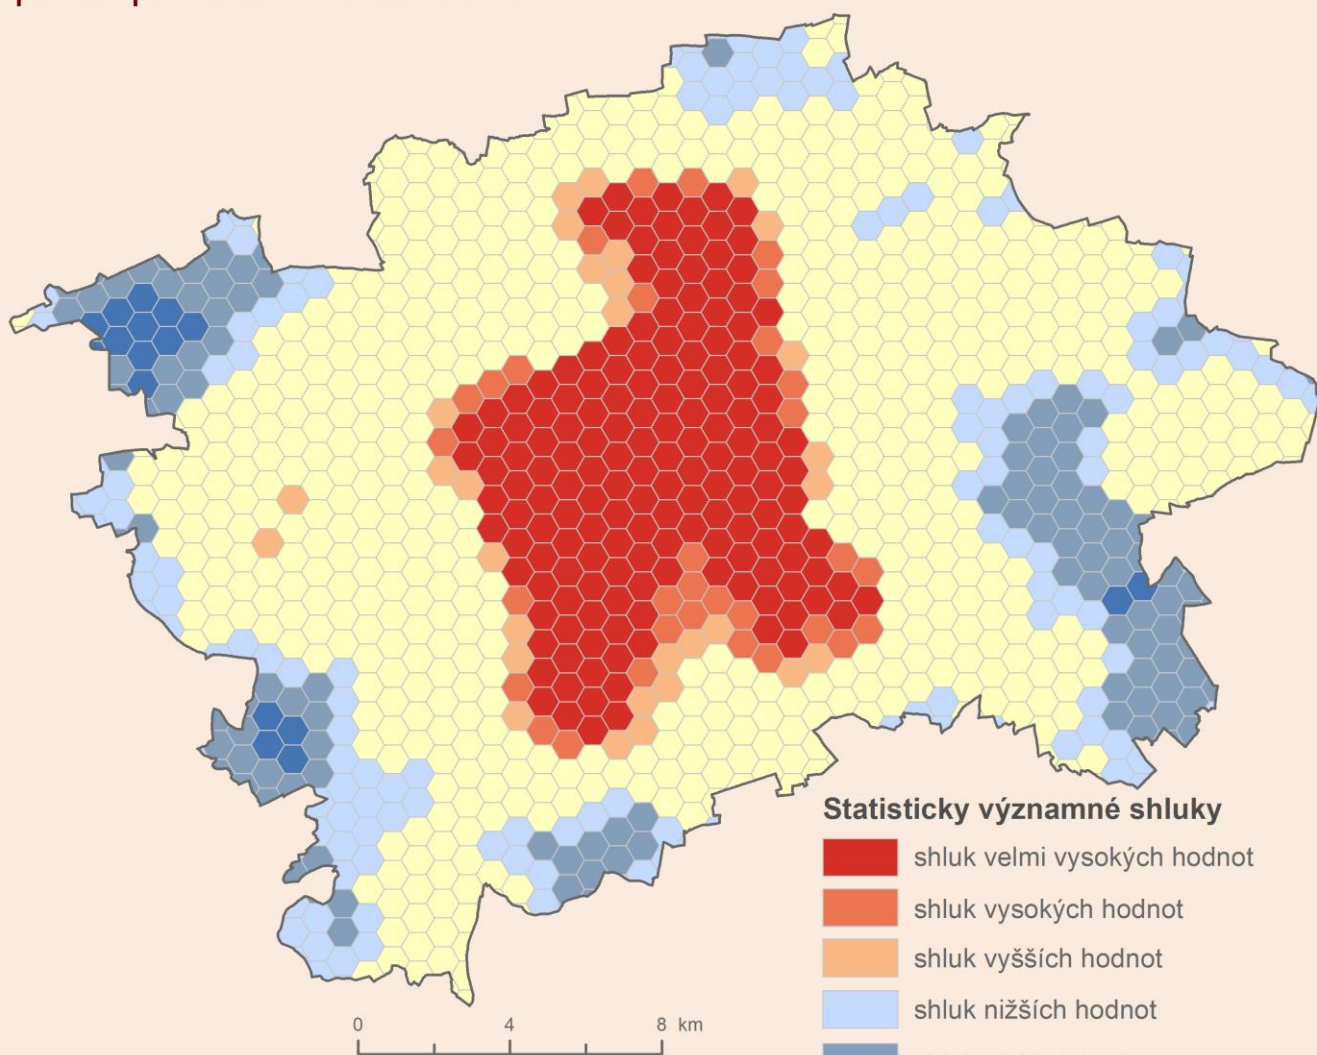 Statisticky významné shluky
shluk velmi vysokých hodnot
shluk vysokých hodnot
shluk vyšších hodnot
shluk nižších hodnot
0 4 8 km